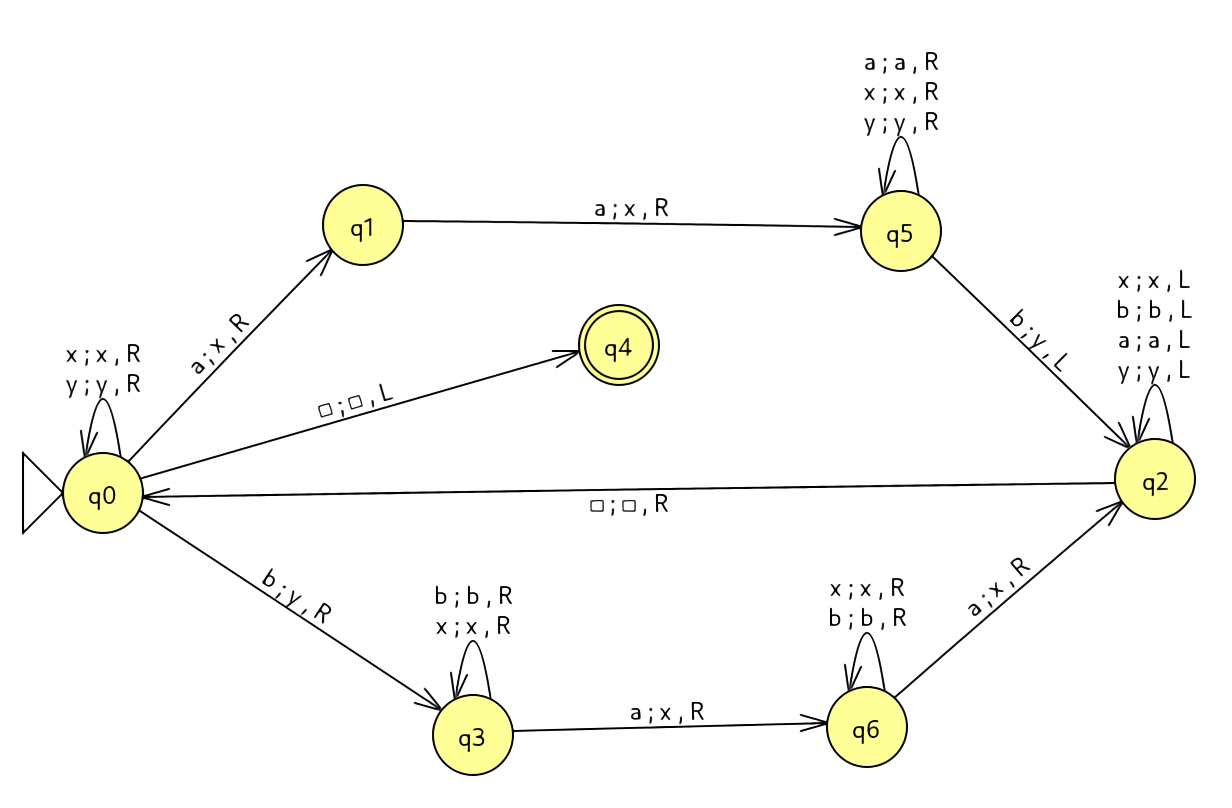 a;a,R
x;x,R
y;y,R
q1
a;x,R
q5
x;x,L
b;b,L
a;a,L
y;y,L
b;y,L
a;x,R
x;x,R
y;y,R
q4
□;□,L
q0
q2
□;□,R
b;y,R
b;b,R
x;x,R
x;x,R
b;b,R
a;x,R
a;x,R
q3
q6